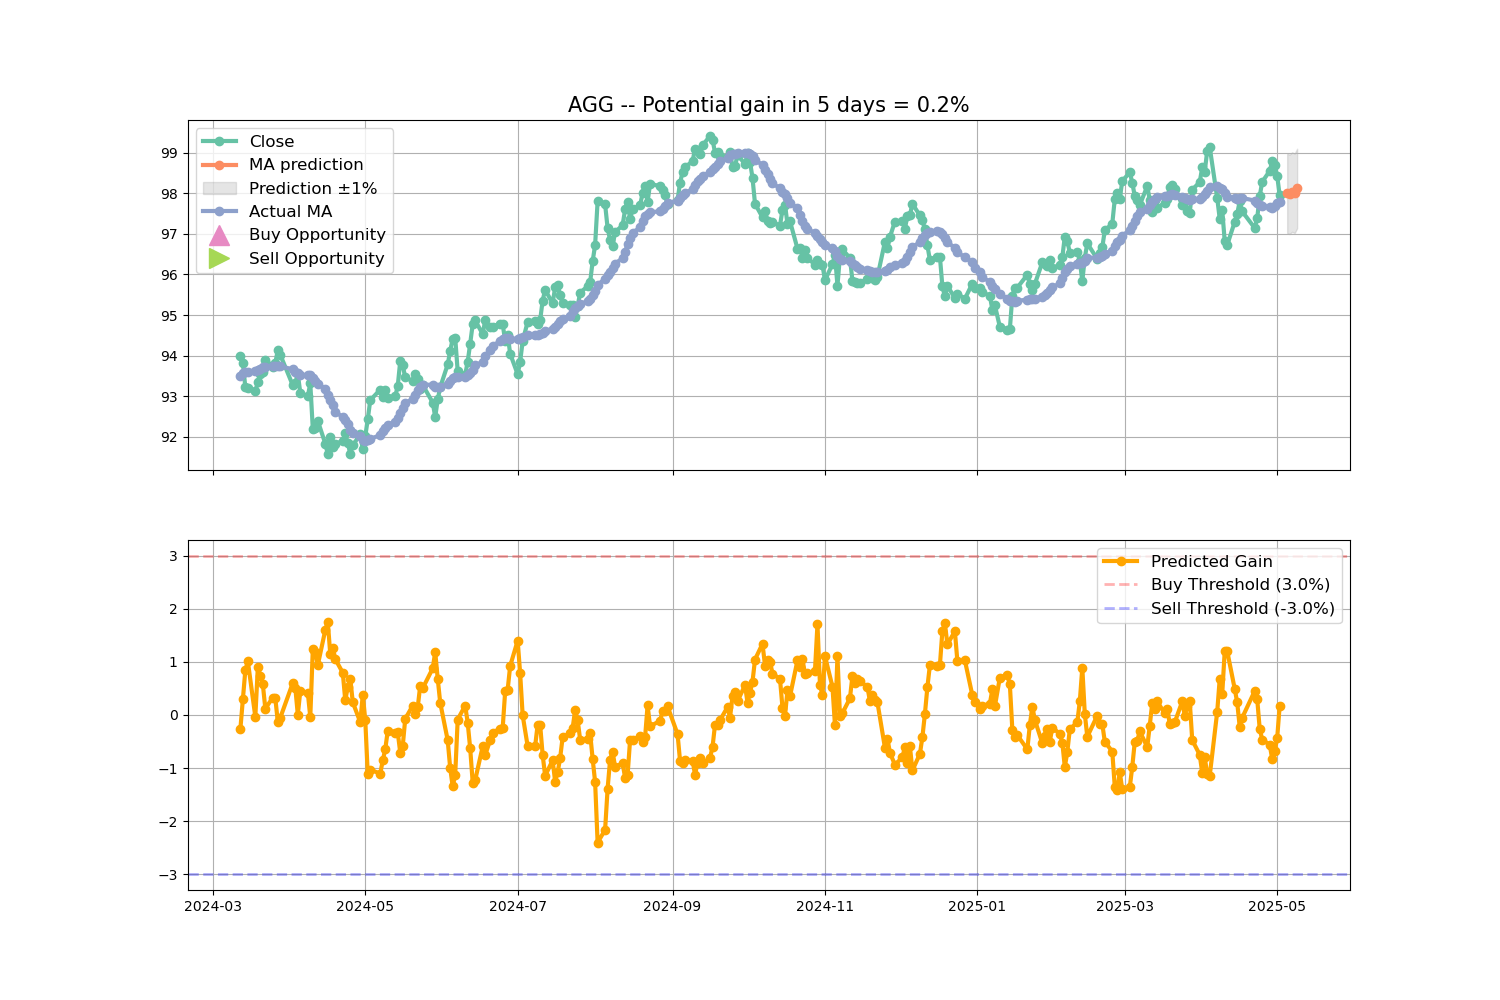 AGG -- Potential gain in 5 days = 0.2%
Close
MA prediction
Prediction ±1%
Actual MA
Buy Opportunity
Sell Opportunity
99
98
97
96
95
94
93
92
Predicted Gain
Buy Threshold (3.0%)
Sell Threshold (-3.0%)
3
2
1
0
−1
−2
−3
2024-03
2024-05
2024-07
2024-09
2024-11
2025-01
2025-03
2025-05